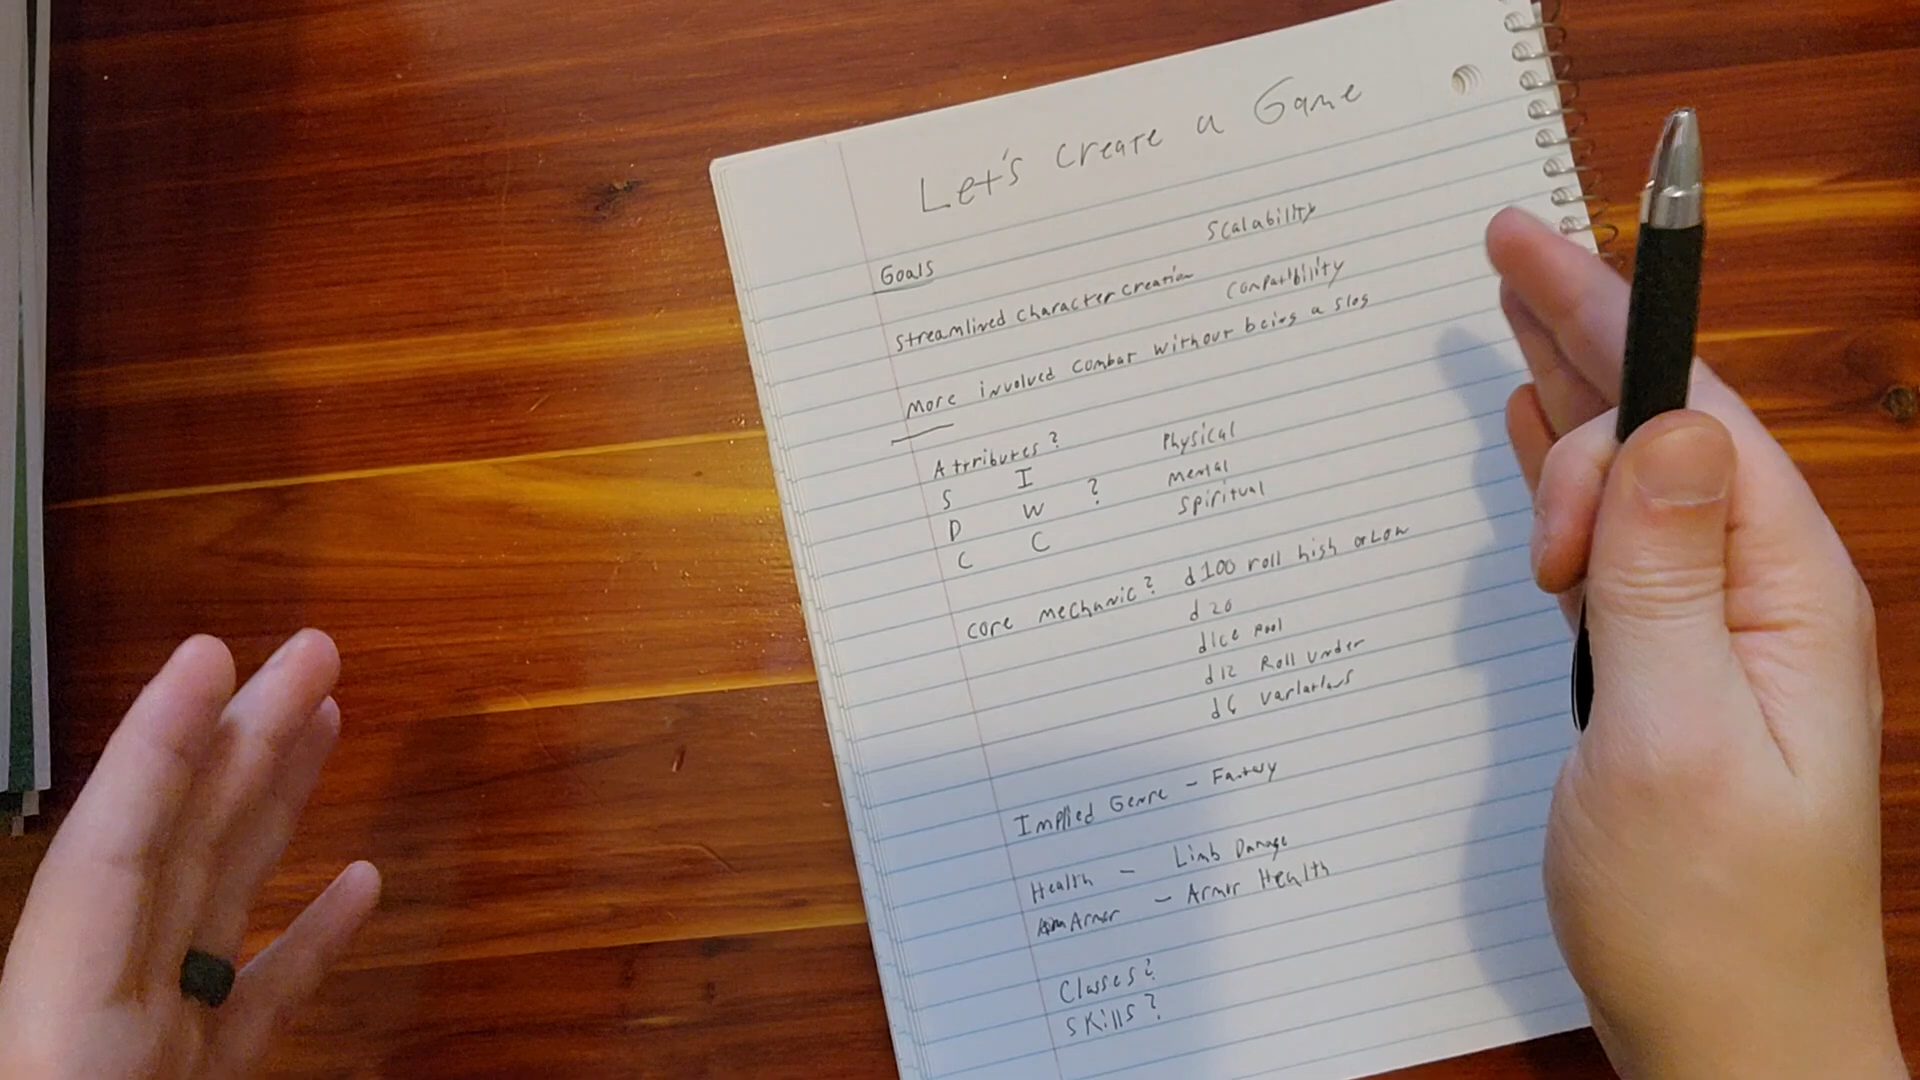 Let's create a Game
Goals
Scalability
Streamlined character creation
compatibility
More involved combat without being a slog
Attributes?
S I
D W ?
C C
Physical
mental
Spiritual
core mechanic? d100 roll high or Low
d20
dice pool
d12 Roll under
d6 variations
Implied Genre - Fantasy
Health - Limb Damage
Armor - Armor Health
Classes?
Skills?